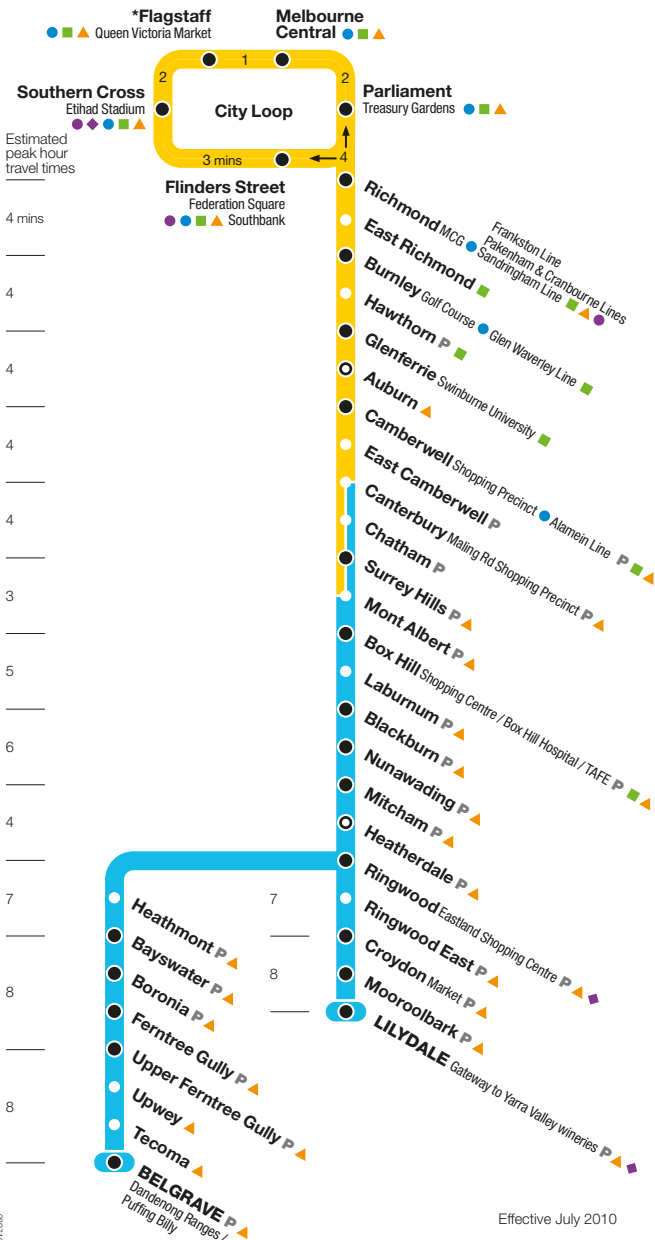 *Flagstaff
Queen Victoria Market
Melbourne
Central
Southern Cross
Etihad Stadium
Parliament
Treasury Gardens
City Loop
2
1
2
3 mins
4
Flinders Street
Federation Square
Southbank
Estimated
peak hour
travel times
4 mins
4
4
4
4
3
5
6
4
7
8
8
7
8
Richmond MCG
Frankston Line
Pakenham & Cranbourne Lines
Sandringham Line
East Richmond
Burnley Golf Course Glen Waverley Line
Hawthorn P
Glenferrie Swinburne University
Auburn
Camberwell Shopping Precinct Alamein Line P
East Camberwell P
Canterbury Maling Rd Shopping Precinct P
Chatham P
Surrey Hills P
Mont Albert P
Box Hill Shopping Centre / Box Hill Hospital / TAFE P
Laburnum P
Blackburn P
Nunawading P
Mitcham P
Heatherdale P
Ringwood Eastland Shopping Centre P
Ringwood East P
Croydon Market P
Mooroolbark P
LILYDALE Gateway to Yarra Valley wineries P
Heathmont P
Bayswater P
Boronia P
Ferntree Gully P
Upper Ferntree Gully P
Upwey
Tecoma
BELGRAVE P
Dandenong Ranges /
Puffing Billy
Effective July 2010